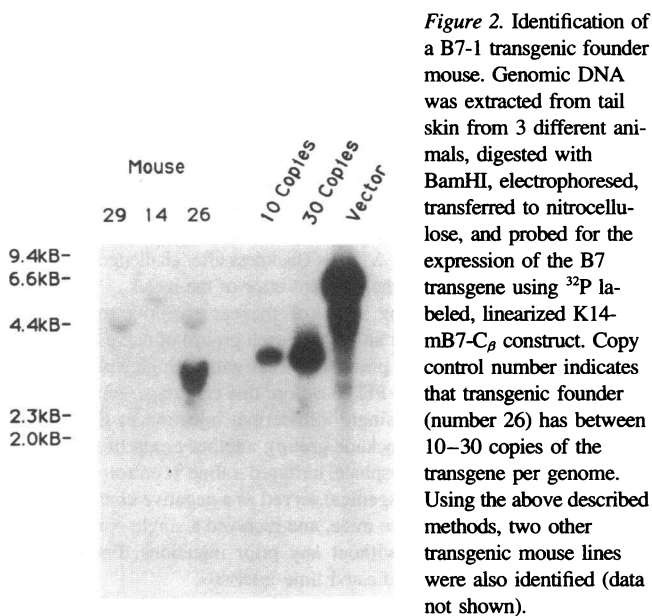 Mouse
29 14 26
10 Copies
30 Copies
Vector
9.4kB-
6.6kB-
4.4kB-
2.3kB-
2.0kB-
Figure 2. Identification of
a B7-1 transgenic founder
mouse. Genomic DNA
was extracted from tail
skin from 3 different ani-
mals, digested with
BamHI, electrophoresed,
transferred to nitrocellu-
lose, and probed for the
expression of the B7
transgene using ³²P la-
beled, linearized K14-
mB7-Cβ construct. Copy
control number indicates
that transgenic founder
(number 26) has between
10–30 copies of the
transgene per genome.
Using the above described
methods, two other
transgenic mouse lines
were also identified (data
not shown).